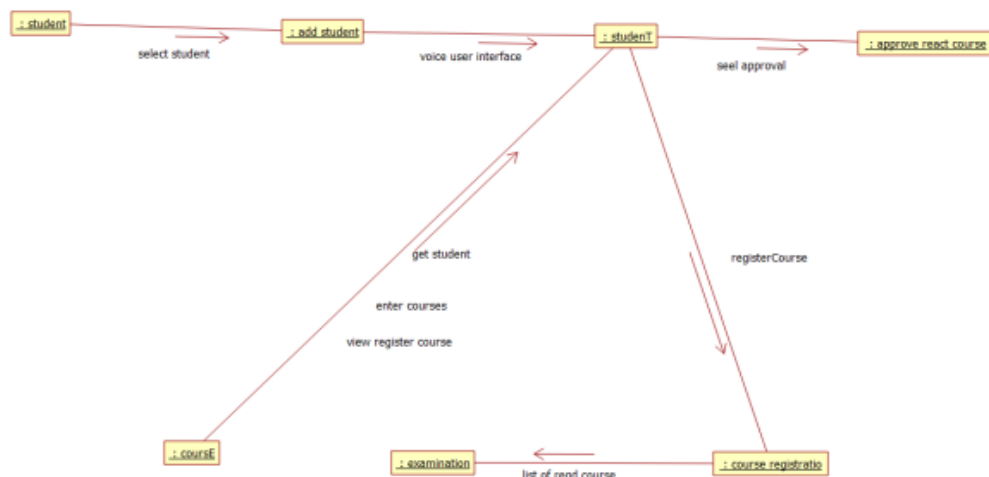 : student
: add student
: studenT
: approve react course
select student
voice user interface
seel approval
get student
registerCourse
enter courses
view register course
: coursE
: examination
: course registratio
list of regd course